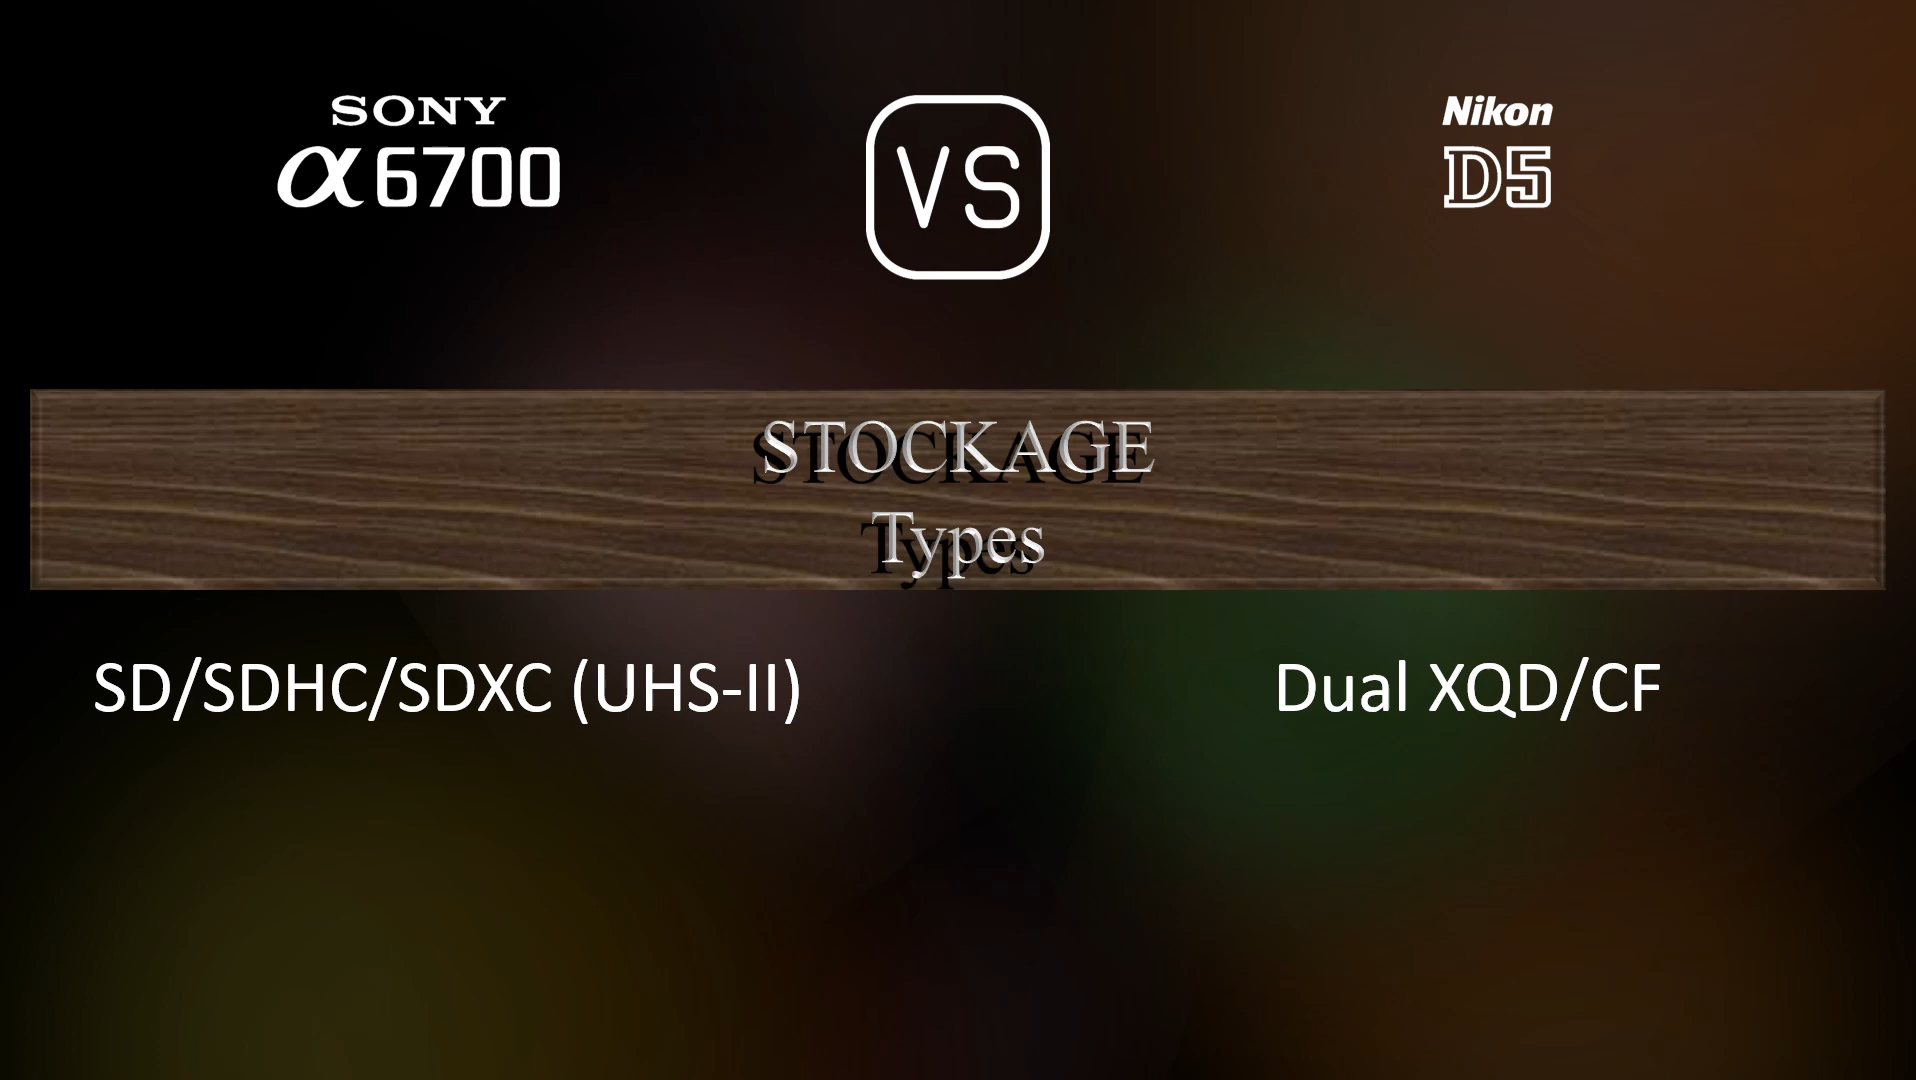 SONY
α6700
VS
Nikon
D5
STOCKAGE
Types
SD/SDHC/SDXC (UHS-II)
Dual XQD/CF